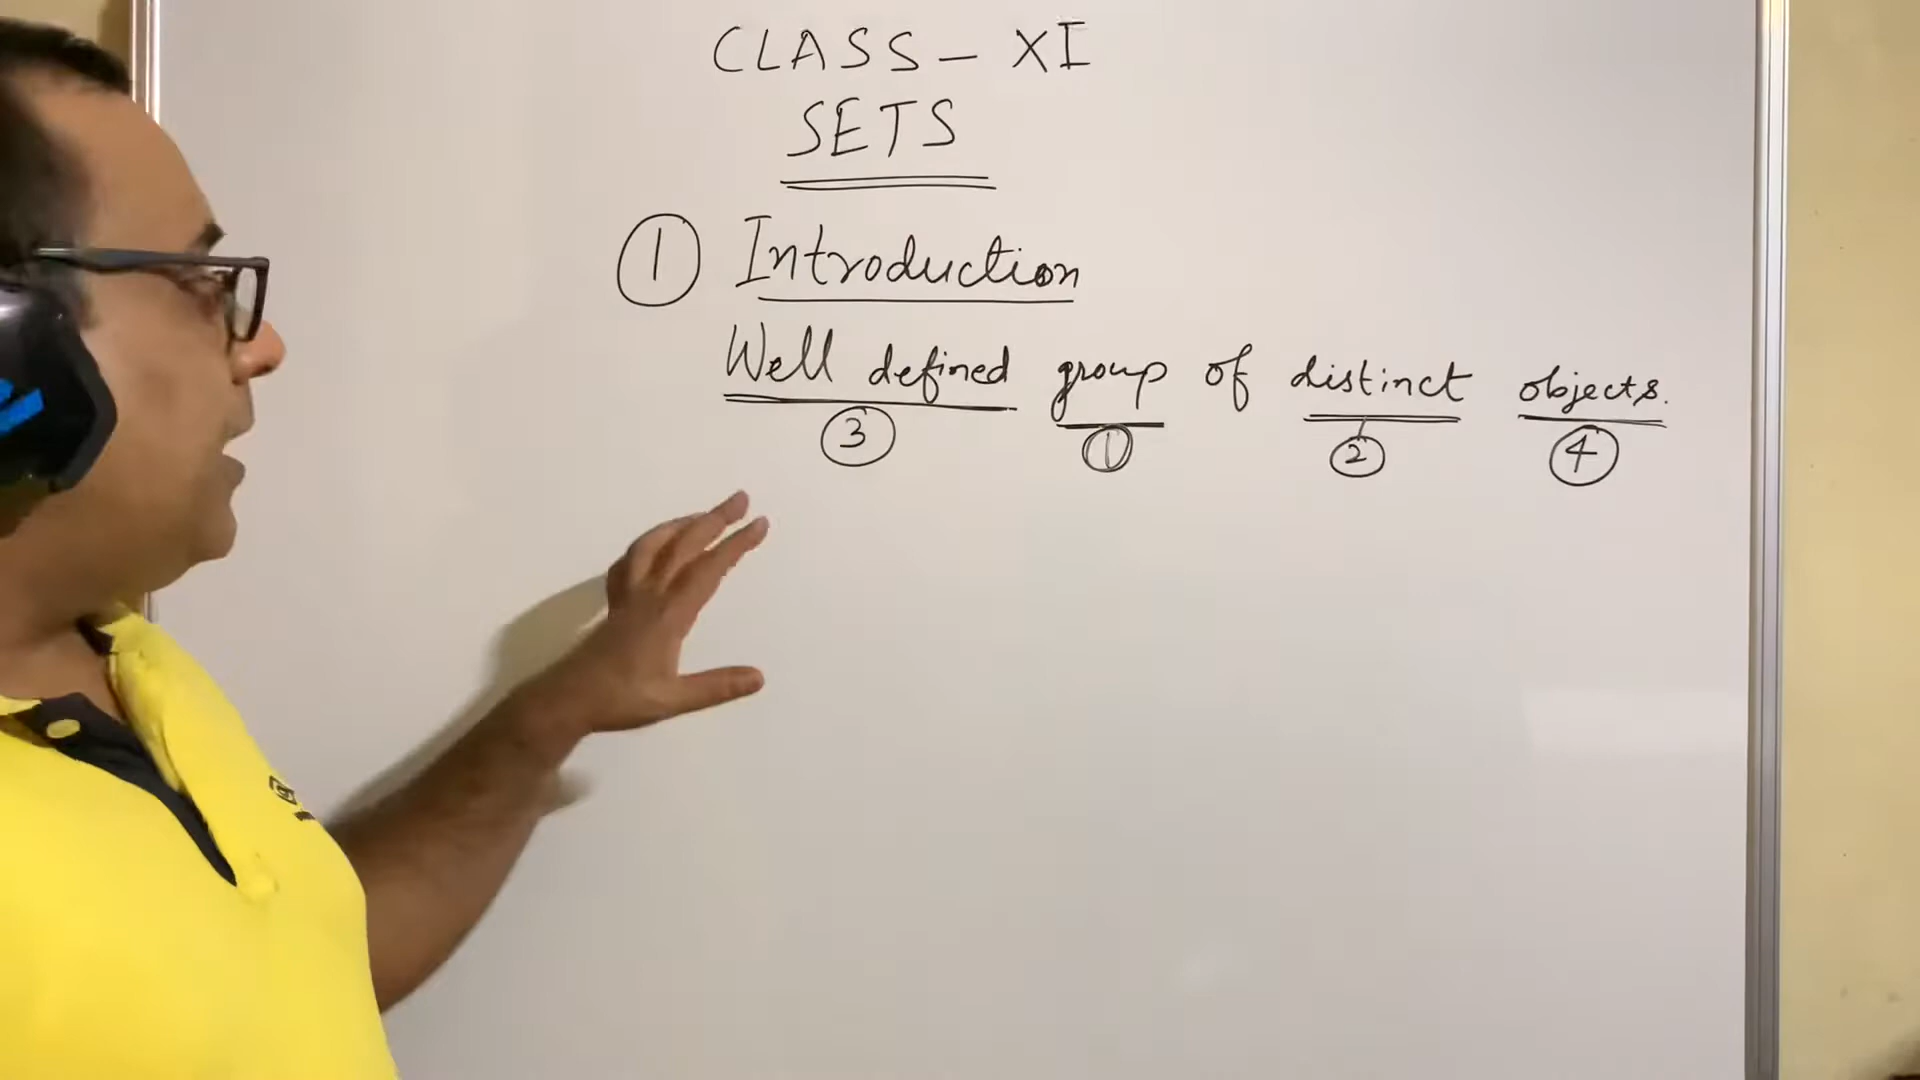 CLASS – XI
SETS
① Introduction
Well defined group of distinct objects.
③ ① ② ④